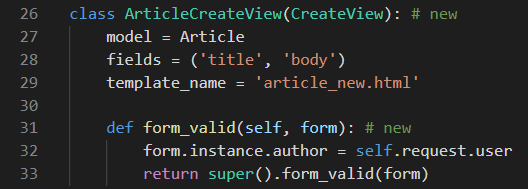 26 class ArticleCreateView(CreateView): # new
27     model = Article
28     fields = ('title', 'body')
29     template_name = 'article_new.html'
30
31     def form_valid(self, form): # new
32         form.instance.author = self.request.user
33         return super().form_valid(form)